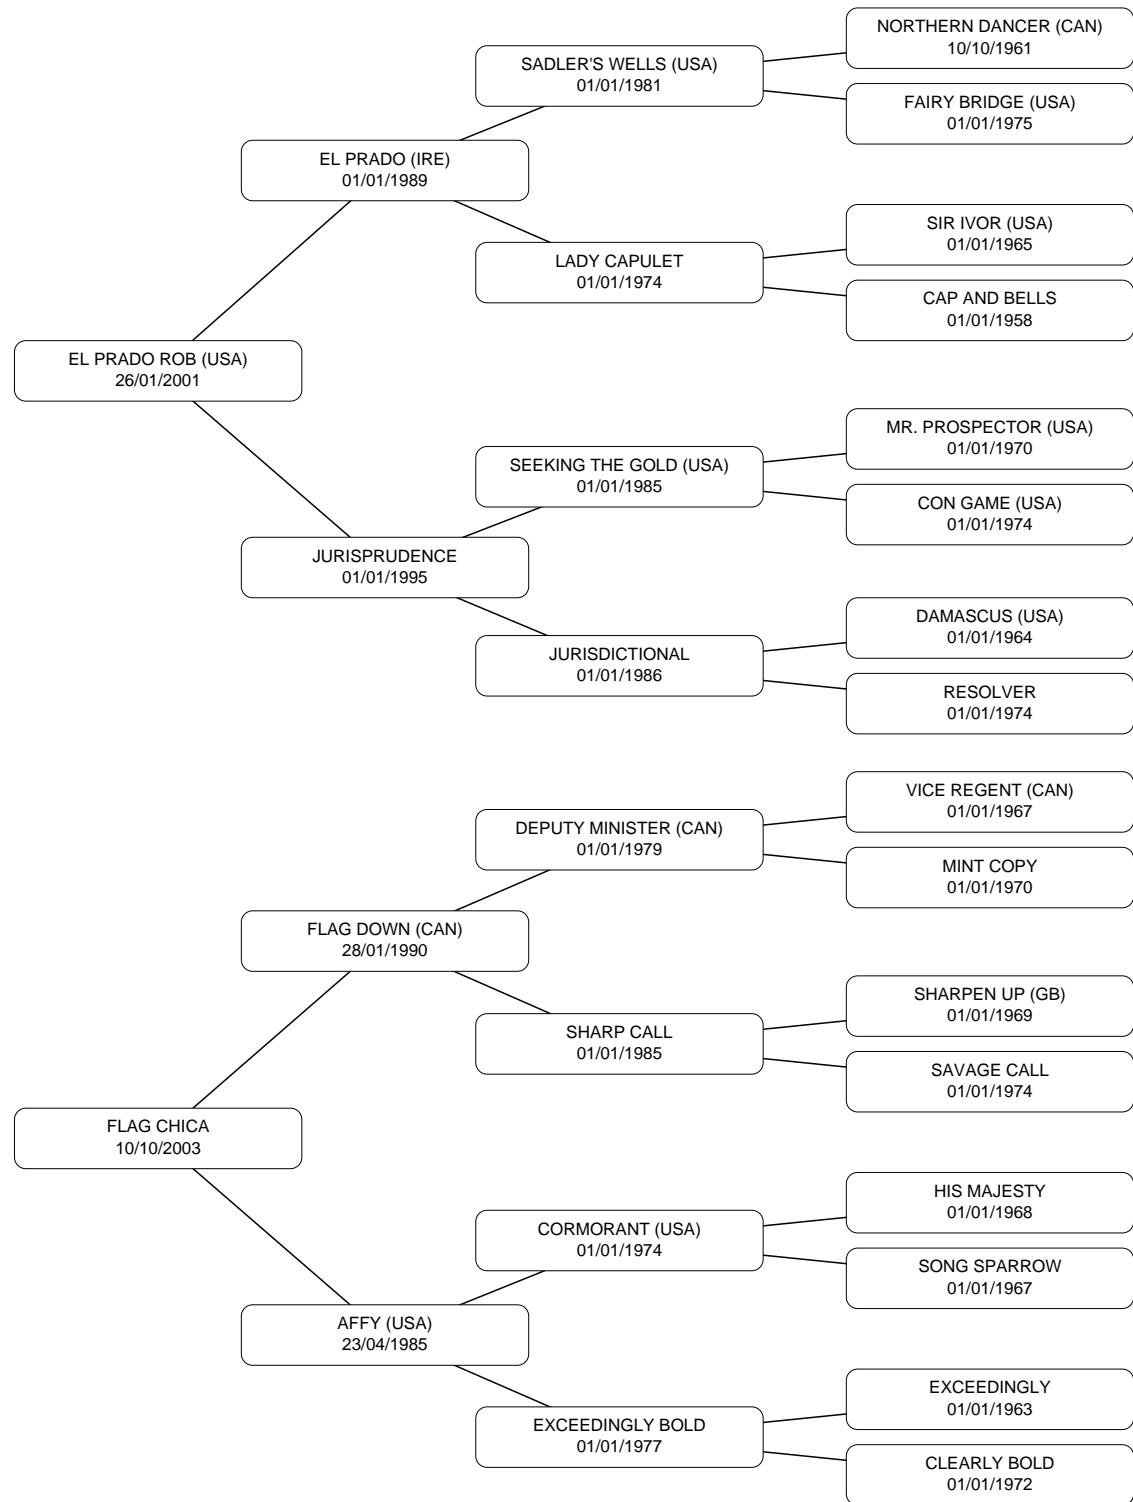 NORTHERN DANCER (CAN)
10/10/1961
SADLER'S WELLS (USA)
01/01/1981
FAIRY BRIDGE (USA)
01/01/1975
EL PRADO (IRE)
01/01/1989
SIR IVOR (USA)
01/01/1965
LADY CAPULET
01/01/1974
CAP AND BELLS
01/01/1958
EL PRADO ROB (USA)
26/01/2001
MR. PROSPECTOR (USA)
01/01/1970
SEEKING THE GOLD (USA)
01/01/1985
CON GAME (USA)
01/01/1974
JURISPRUDENCE
01/01/1995
DAMASCUS (USA)
01/01/1964
JURISDICTIONAL
01/01/1986
RESOLVER
01/01/1974
VICE REGENT (CAN)
01/01/1967
DEPUTY MINISTER (CAN)
01/01/1979
MINT COPY
01/01/1970
FLAG DOWN (CAN)
28/01/1990
SHARPEN UP (GB)
01/01/1969
SHARP CALL
01/01/1985
SAVAGE CALL
01/01/1974
FLAG CHICA
10/10/2003
HIS MAJESTY
01/01/1968
CORMORANT (USA)
01/01/1974
SONG SPARROW
01/01/1967
AFFY (USA)
23/04/1985
EXCEEDINGLY
01/01/1963
EXCEEDINGLY BOLD
01/01/1977
CLEARLY BOLD
01/01/1972